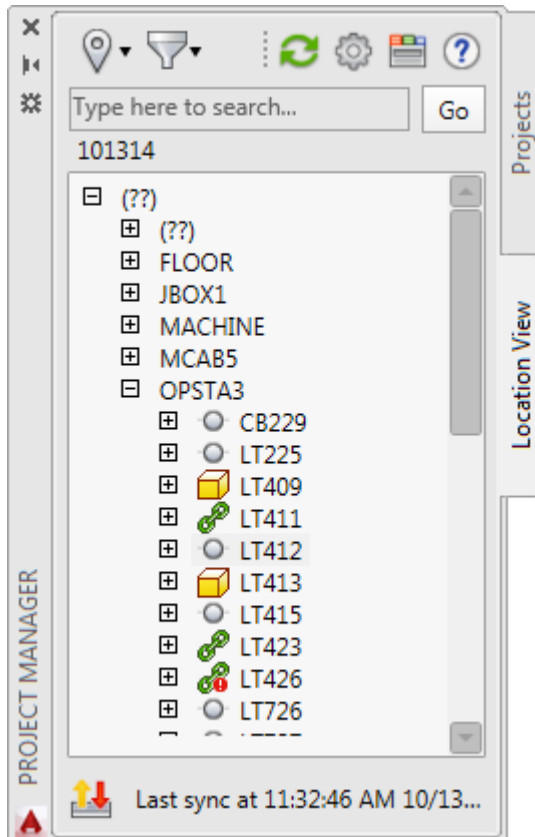 Type here to search...
Go
101314
(??)
(??)
FLOOR
JBOX1
MACHINE
MCAB5
OPSTA3
CB229
LT225
LT409
LT411
LT412
LT413
LT415
LT423
LT426
LT726
Last sync at 11:32:46 AM 10/13...
Projects
Location View
PROJECT MANAGER